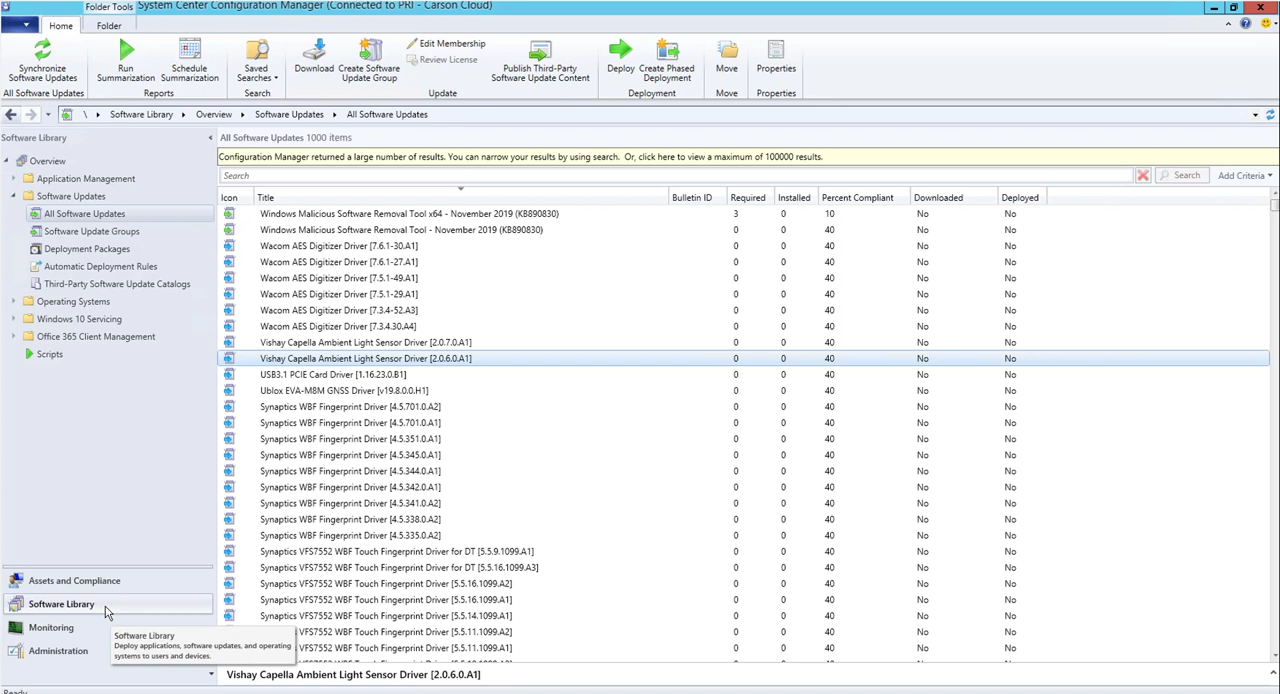 Folder Tools
System Center Configuration Manager (Connected to PRI - Carson Cloud)
Home
Folder
Synchronize
Software Updates
All Software Updates
Run
Summarization
Schedule
Summarization
Reports
Saved
Searches
Search
Download
Create Software
Update Group
Edit Membership
Review License
Publish Third-Party
Software Update Content
Update
Deploy
Create Phased
Deployment
Deployment
Move
Move
Properties
Properties
\ Software Library Overview Software Updates All Software Updates
Software Library
Overview
Application Management
Software Updates
All Software Updates
Software Update Groups
Deployment Packages
Automatic Deployment Rules
Third-Party Software Update Catalogs
Operating Systems
Windows 10 Servicing
Office 365 Client Management
Scripts
Assets and Compliance
Software Library
Monitoring
Administration
Software Library
Deploy applications, software updates, and operating
systems to users and devices.
All Software Updates 1000 items
Configuration Manager returned a large number of results. You can narrow your results by using search. Or, click here to view a maximum of 100000 results.
Search
Search
Add Criteria
Icon Title Bulletin ID Required Installed Percent Compliant Downloaded Deployed
Windows Malicious Software Removal Tool x64 - November 2019 (KB890830) 3 0 10 No No
Windows Malicious Software Removal Tool - November 2019 (KB890830) 0 0 40 No No
Wacom AES Digitizer Driver [7.6.1-30.A1] 0 0 40 No No
Wacom AES Digitizer Driver [7.6.1-27.A1] 0 0 40 No No
Wacom AES Digitizer Driver [7.5.1-49.A1] 0 0 40 No No
Wacom AES Digitizer Driver [7.5.1-29.A1] 0 0 40 No No
Wacom AES Digitizer Driver [7.3.4-52.A3] 0 0 40 No No
Wacom AES Digitizer Driver [7.3.4.30.A4] 0 0 40 No No
Vishay Capella Ambient Light Sensor Driver [2.0.7.0.A1] 0 0 40 No No
Vishay Capella Ambient Light Sensor Driver [2.0.6.0.A1] 0 0 40 No No
USB3.1 PCIE Card Driver [1.16.23.0.B1] 0 0 40 No No
Ublox EVA-M8M GNSS Driver [v19.8.0.0.H1] 0 0 40 No No
Synaptics WBF Fingerprint Driver [4.5.701.0.A2] 0 0 40 No No
Synaptics WBF Fingerprint Driver [4.5.701.0.A1] 0 0 40 No No
Synaptics WBF Fingerprint Driver [4.5.351.0.A1] 0 0 40 No No
Synaptics WBF Fingerprint Driver [4.5.345.0.A1] 0 0 40 No No
Synaptics WBF Fingerprint Driver [4.5.344.0.A1] 0 0 40 No No
Synaptics WBF Fingerprint Driver [4.5.342.0.A1] 0 0 40 No No
Synaptics WBF Fingerprint Driver [4.5.341.0.A2] 0 0 40 No No
Synaptics WBF Fingerprint Driver [4.5.338.0.A2] 0 0 40 No No
Synaptics WBF Fingerprint Driver [4.5.335.0.A2] 0 0 40 No No
Synaptics VFS7552 WBF Touch Fingerprint Driver for DT [5.5.9.1099.A1] 0 0 40 No No
Synaptics VFS7552 WBF Touch Fingerprint Driver for DT [5.5.16.1099.A3] 0 0 40 No No
Synaptics VFS7552 WBF Touch Fingerprint Driver [5.5.16.1099.A2] 0 0 40 No No
Synaptics VFS7552 WBF Touch Fingerprint Driver [5.5.16.1099.A1] 0 0 40 No No
Synaptics VFS7552 WBF Touch Fingerprint Driver [5.5.14.1099.A1] 0 0 40 No No
Synaptics VFS7552 WBF Touch Fingerprint Driver [5.5.11.1099.A2] 0 0 40 No No
Synaptics VFS7552 WBF Touch Fingerprint Driver [5.5.11.1099.A1] 0 0 40 No No
Vishay Capella Ambient Light Sensor Driver [2.0.6.0.A1]
Ready